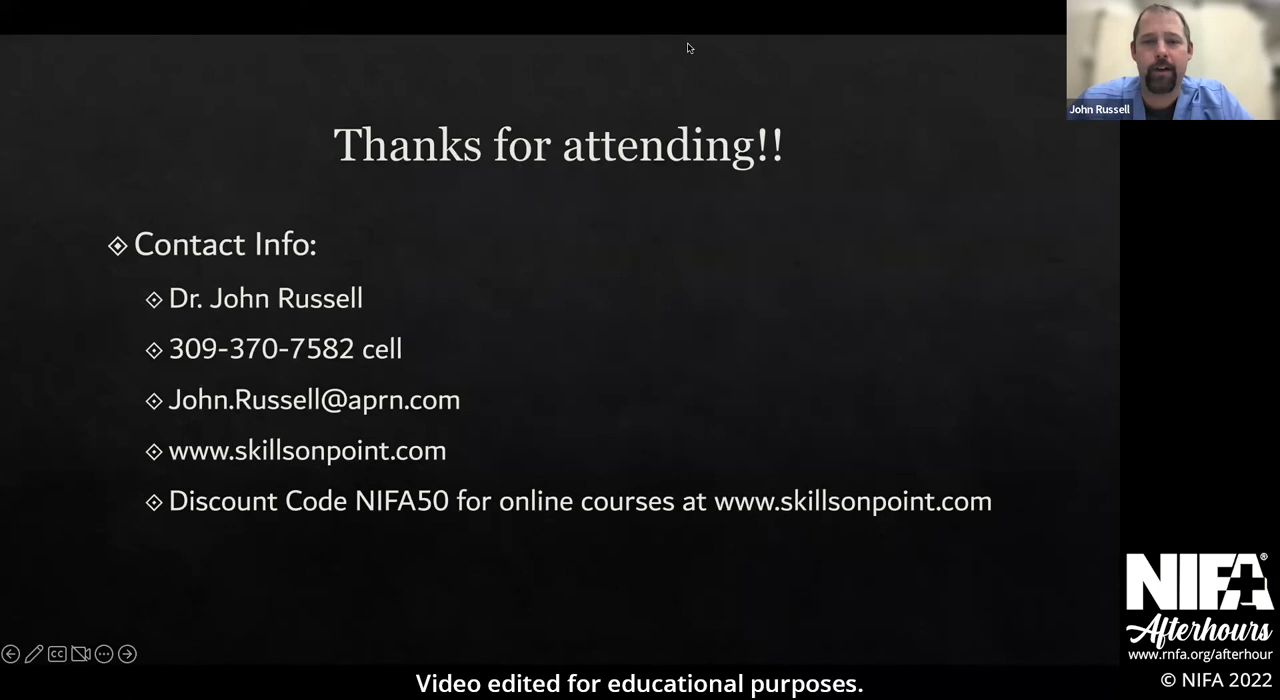 John Russell
Thanks for attending!!
Contact Info:
Dr. John Russell
309-370-7582 cell
John.Russell@aprn.com
www.skillsonpoint.com
Discount Code NIFA50 for online courses at www.skillsonpoint.com
CC
NIFA®
Afterhours
www.rnfa.org/afterhour
© NIFA 2022
Video edited for educational purposes.